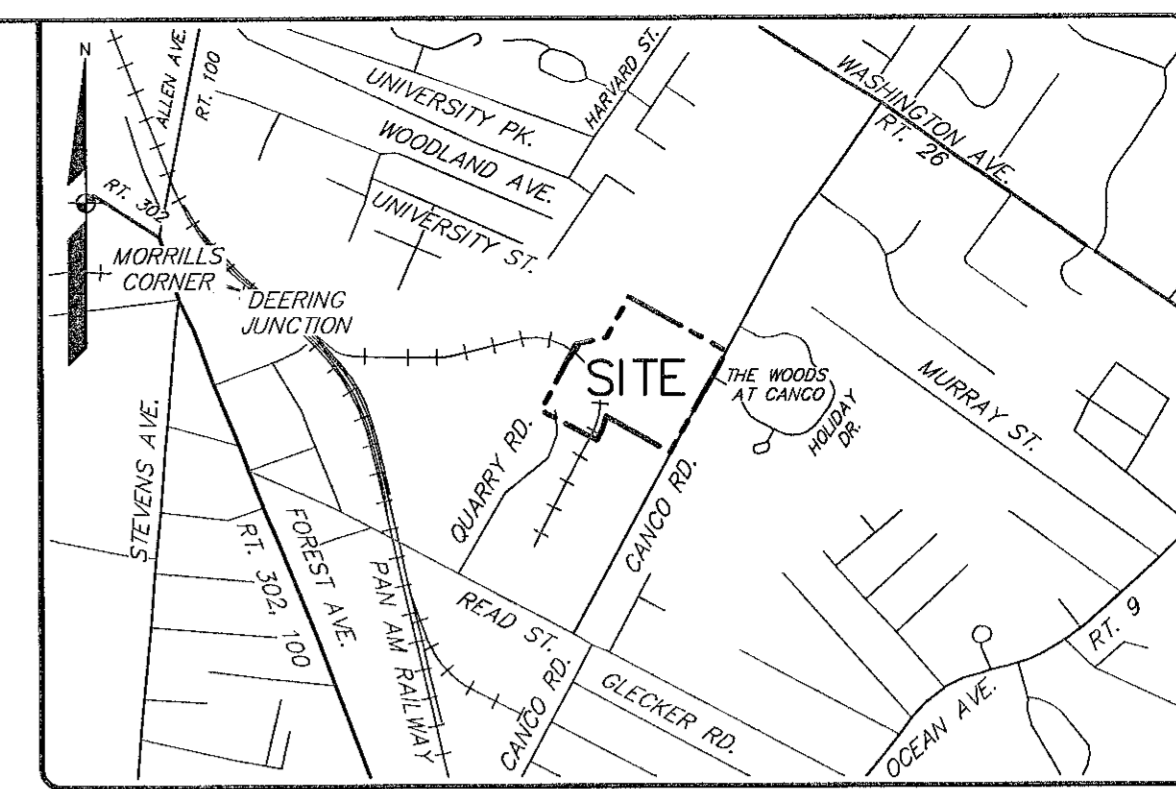 N
ALLEN AVE.
RT. 100
RT. 302
MORRILLS
CORNER
DEERING
JUNCTION
UNIVERSITY PK.
WOODLAND AVE.
UNIVERSITY ST.
HARVARD ST.
WASHINGTON AVE.
RT. 26
SITE
THE WOODS
AT CANCO
HOLIDAY
DR.
MURRAY ST.
QUARRY RD.
CANCO RD.
STEVENS AVE.
FOREST AVE.
RT. 302, 100
PAN AM RAILWAY
READ ST.
CANCO RD.
GLECKER RD.
OCEAN AVE.
RT. 9